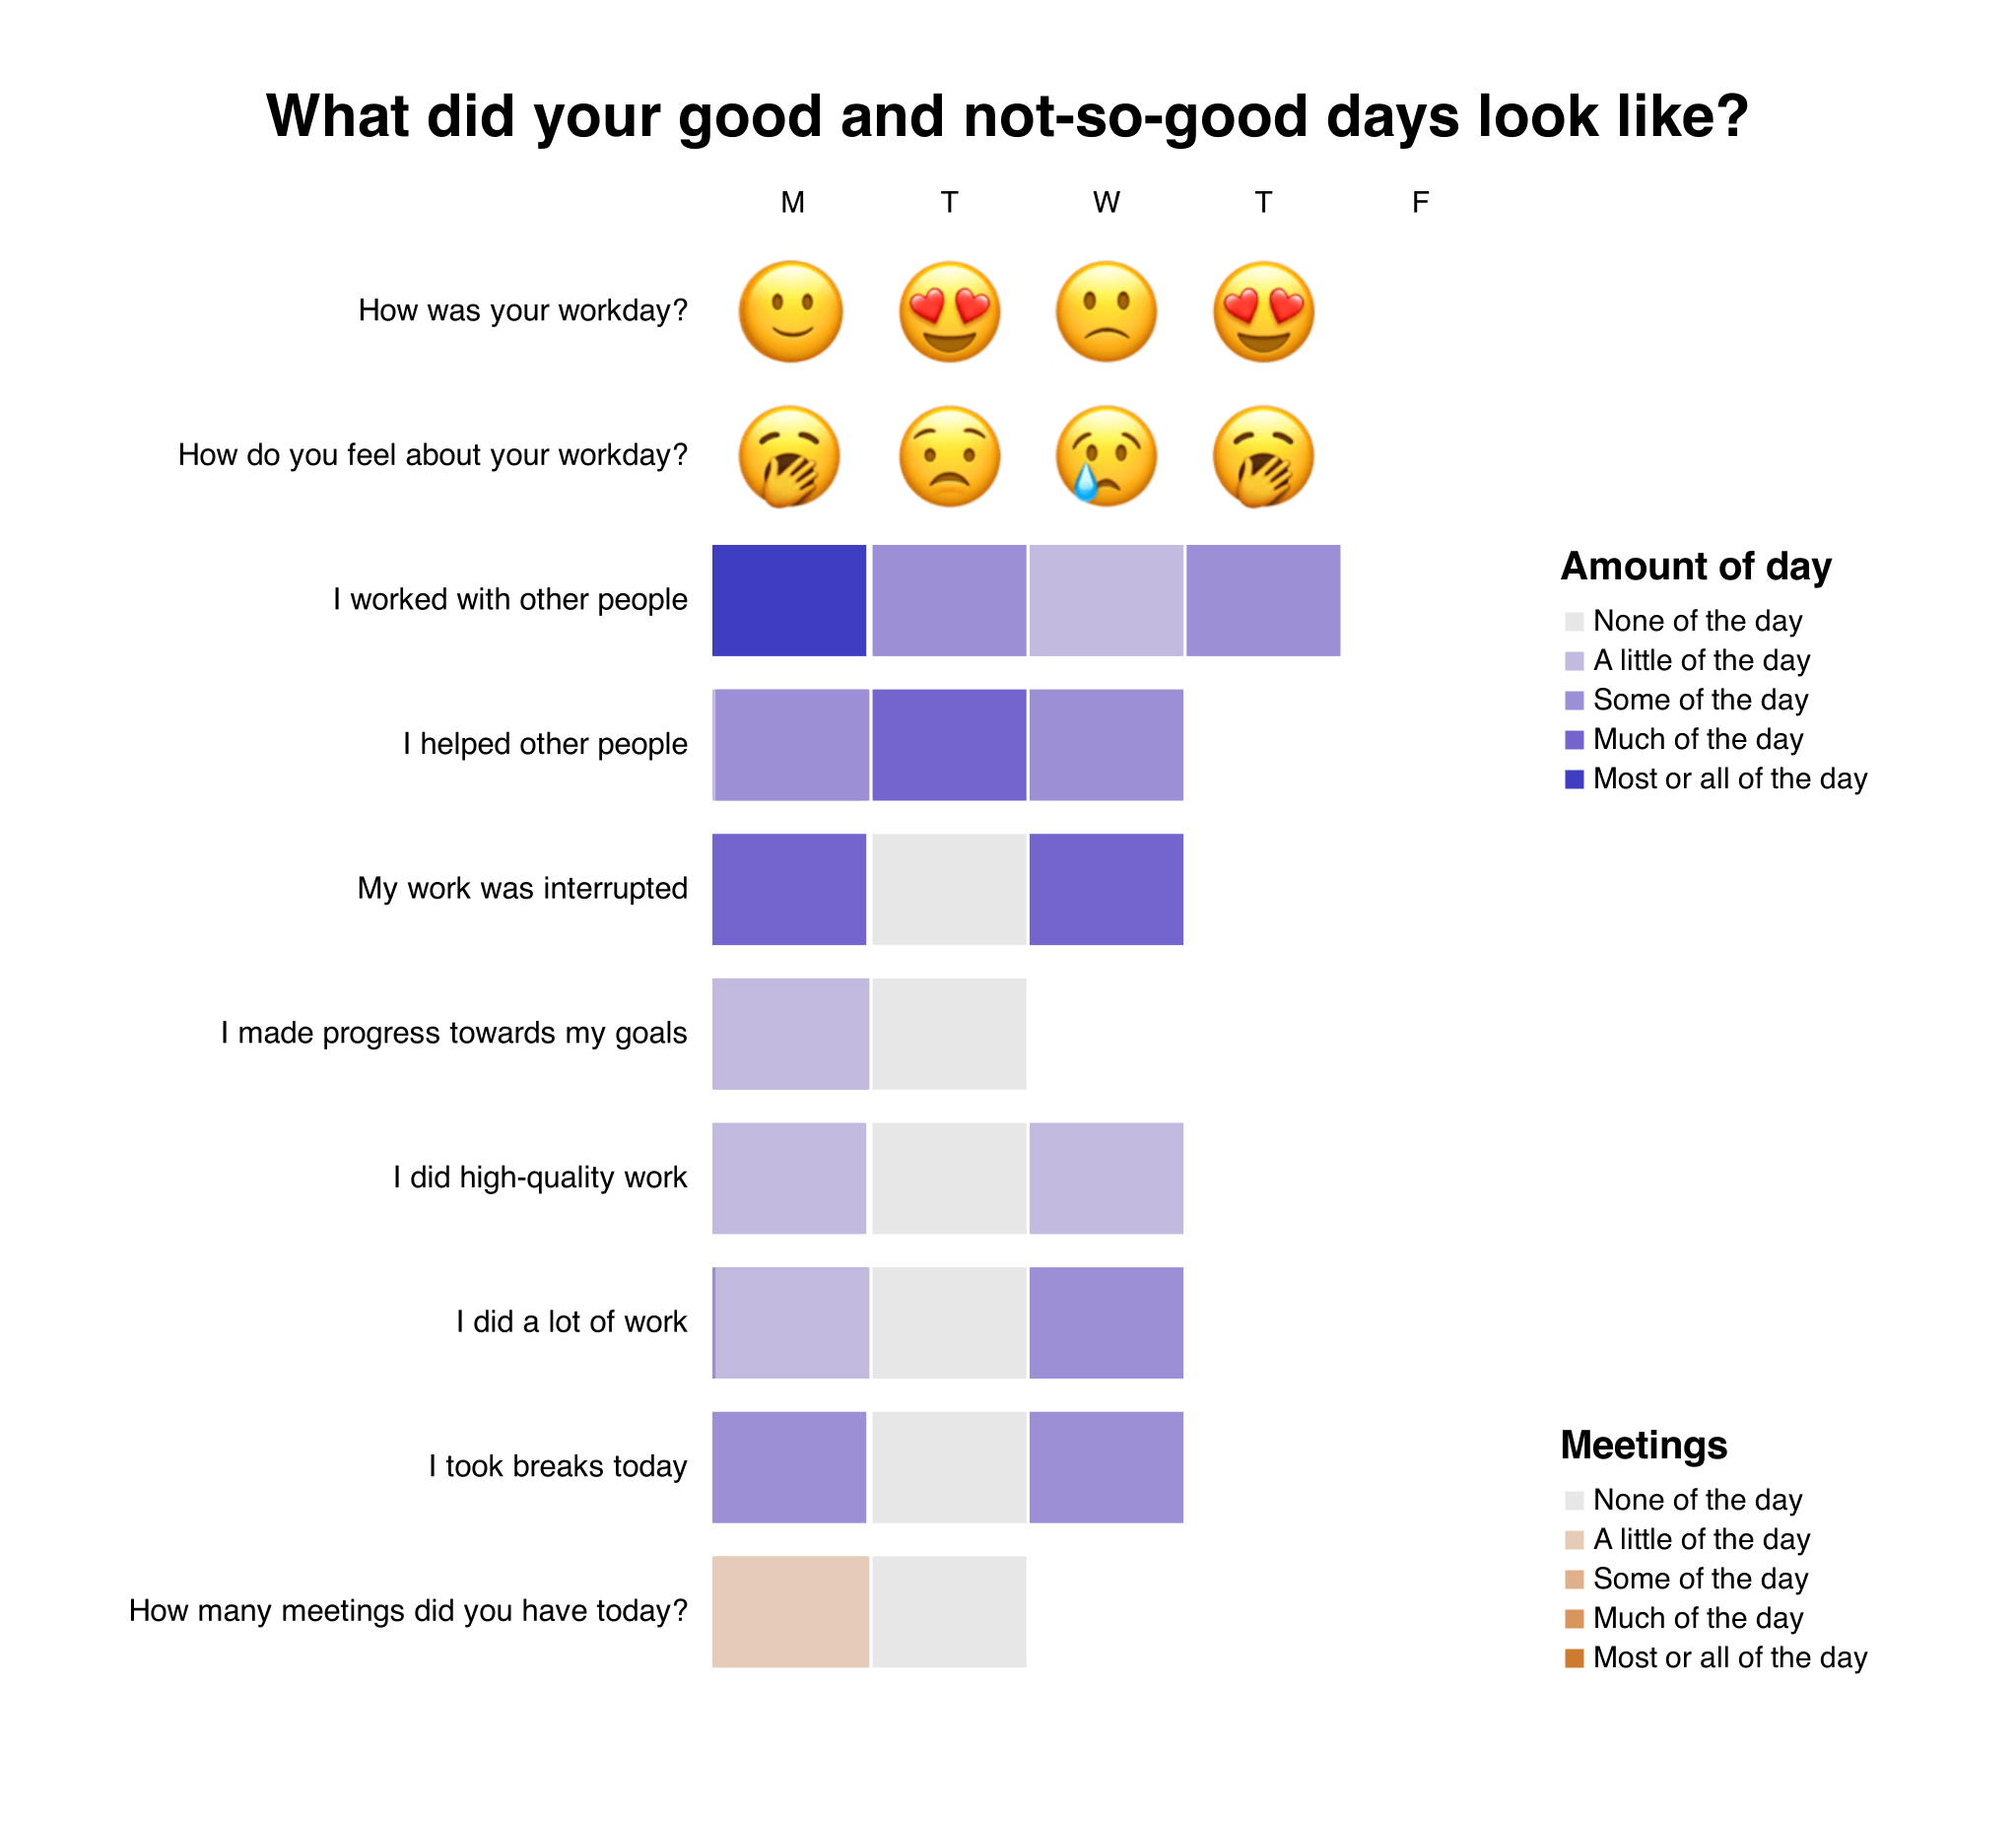 What did your good and not-so-good days look like?
M T W T F
How was your workday?
How do you feel about your workday?
I worked with other people
I helped other people
My work was interrupted
I made progress towards my goals
I did high-quality work
I did a lot of work
I took breaks today
How many meetings did you have today?
Amount of day
None of the day
A little of the day
Some of the day
Much of the day
Most or all of the day
Meetings
None of the day
A little of the day
Some of the day
Much of the day
Most or all of the day